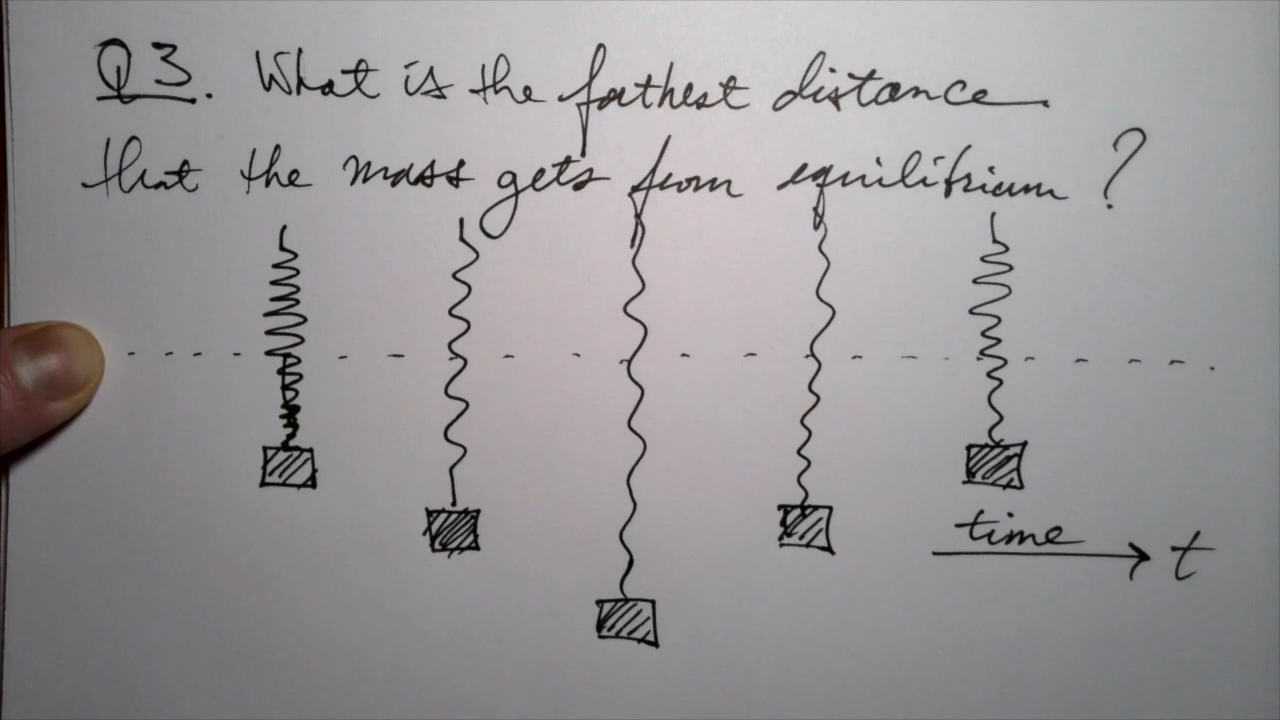 Q3. What is the farthest distance
that the mass gets from equilibrium?
time
t